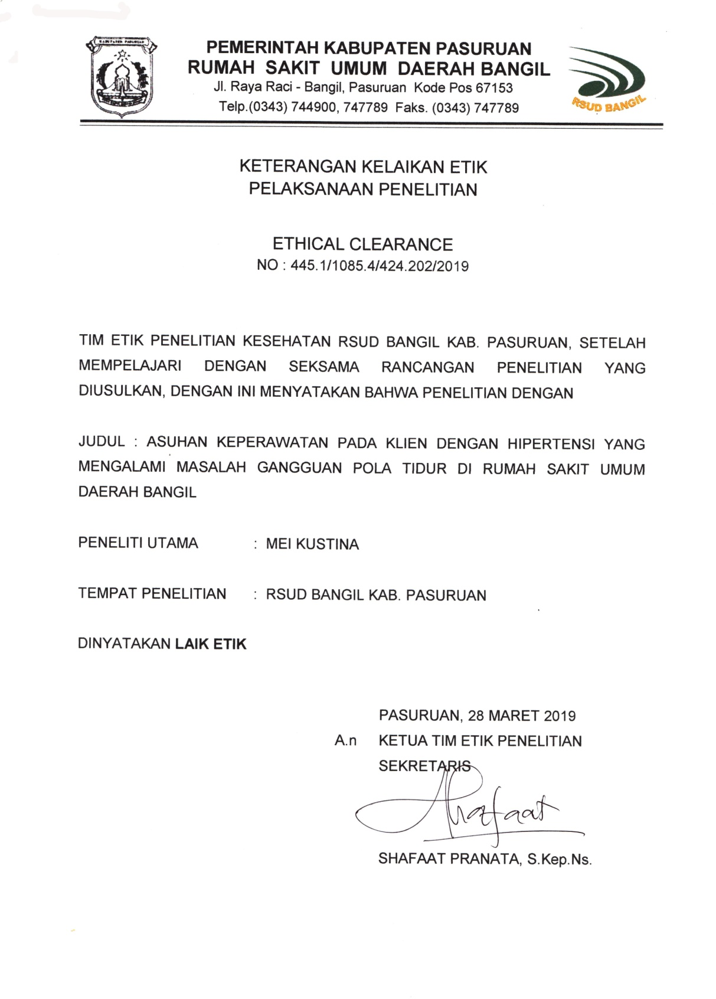 KABUPATEN PASURUAN
PEMERINTAH KABUPATEN PASURUAN
RUMAH SAKIT UMUM DAERAH BANGIL
Jl. Raya Raci - Bangil, Pasuruan Kode Pos 67153
Telp.(0343) 744900, 747789 Faks. (0343) 747789
RSUD BANGIL
KETERANGAN KELAIKAN ETIK
PELAKSANAAN PENELITIAN
ETHICAL CLEARANCE
NO : 445.1/1085.4/424.202/2019
TIM ETIK PENELITIAN KESEHATAN RSUD BANGIL KAB. PASURUAN, SETELAH
MEMPELAJARI DENGAN SEKSAMA RANCANGAN PENELITIAN YANG
DIUSULKAN, DENGAN INI MENYATAKAN BAHWA PENELITIAN DENGAN
JUDUL : ASUHAN KEPERAWATAN PADA KLIEN DENGAN HIPERTENSI YANG
MENGALAMI MASALAH GANGGUAN POLA TIDUR DI RUMAH SAKIT UMUM
DAERAH BANGIL
PENELITI UTAMA : MEI KUSTINA
TEMPAT PENELITIAN : RSUD BANGIL KAB. PASURUAN
DINYATAKAN LAIK ETIK
PASURUAN, 28 MARET 2019
A.n KETUA TIM ETIK PENELITIAN
SEKRETARIS
Shafaat
SHAFAAT PRANATA, S.Kep.Ns.